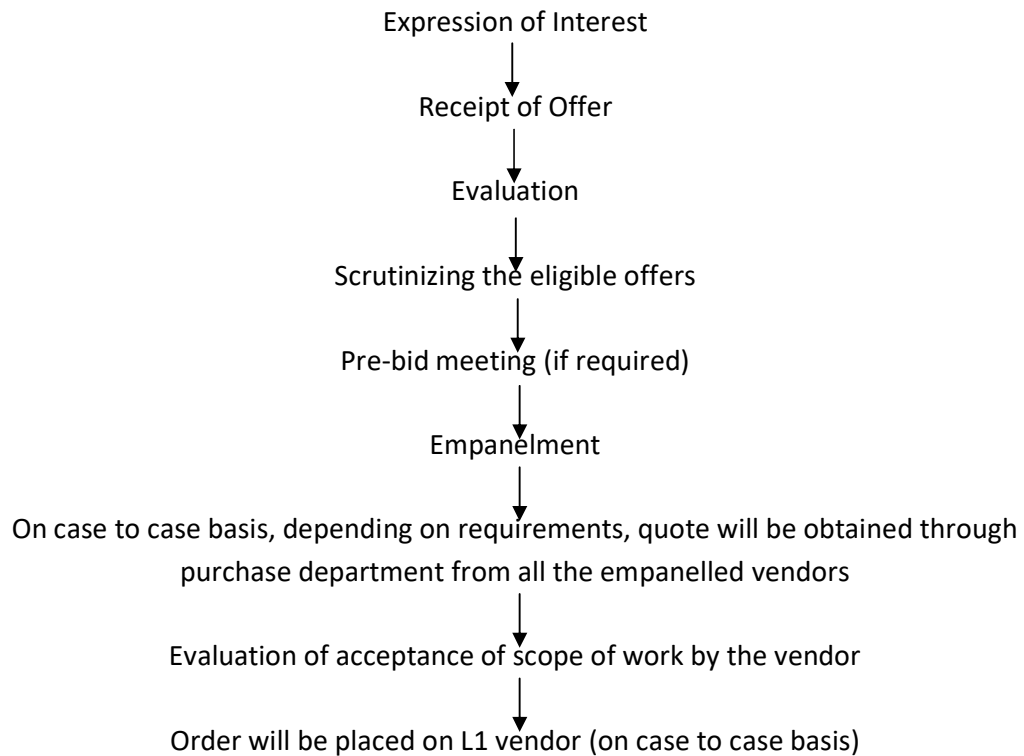 Expression of Interest
Receipt of Offer
Evaluation
Scrutinizing the eligible offers
Pre-bid meeting (if required)
Empanelment
On case to case basis, depending on requirements, quote will be obtained through
purchase department from all the empanelled vendors
Evaluation of acceptance of scope of work by the vendor
Order will be placed on L1 vendor (on case to case basis)